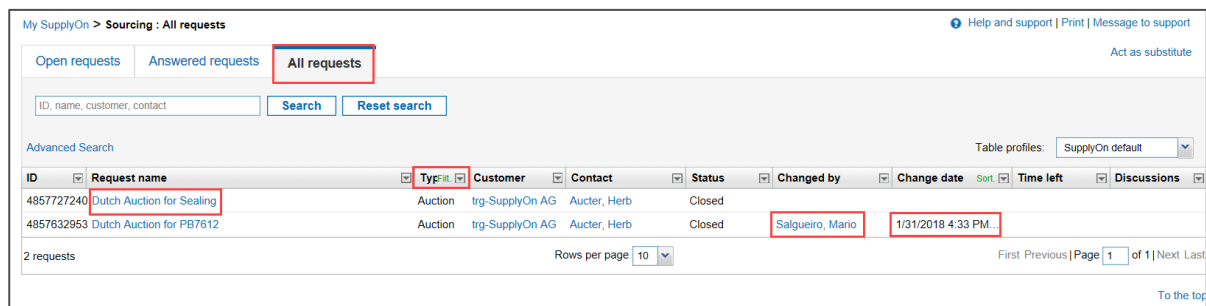 My SupplyOn > Sourcing : All requests
Help and support | Print | Message to support
Open requests Answered requests All requests
Act as substitute
ID, name, customer, contact Search Reset search
Advanced Search
Table profiles: SupplyOn default
ID Request name Typ Filt. Customer Contact Status Changed by Change date Sort. Time left Discussions
4857727240 Dutch Auction for Sealing Auction trg-SupplyOn AG Aucter, Herb Closed
4857632953 Dutch Auction for PB7612 Auction trg-SupplyOn AG Aucter, Herb Closed Salgueiro, Mario 1/31/2018 4:33 PM...
2 requests Rows per page 10 First Previous | Page 1 of 1 | Next Last
To the top